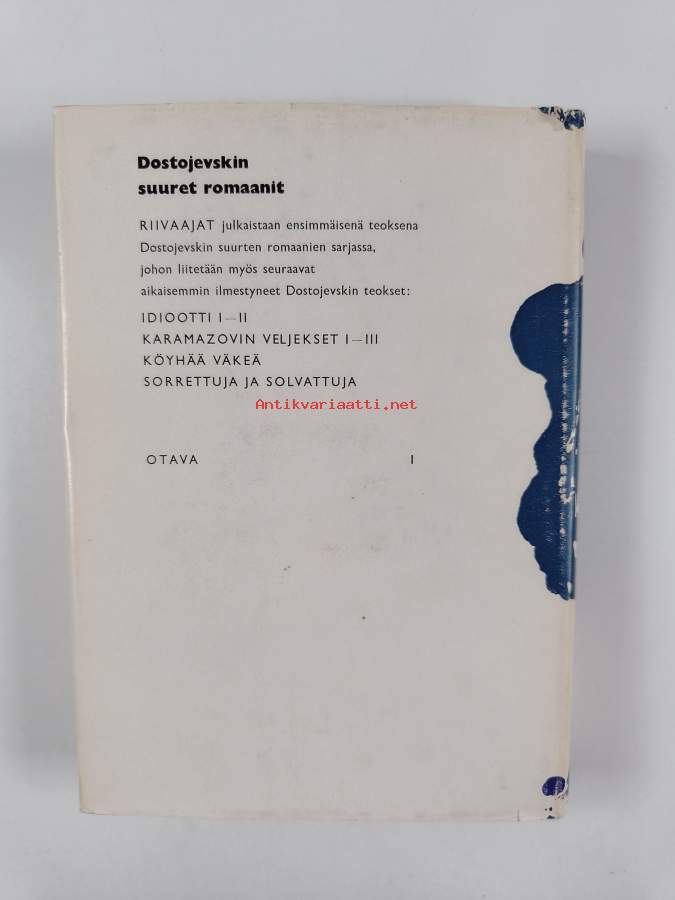 Dostojevskin
suuret romaanit
RIIVAAJAT julkaistaan ensimmäisenä teoksena
Dostojevskin suurten romaanien sarjassa,
johon liitetään myös seuraavat
aikaisemmin ilmestyneet Dostojevskin teokset:
IDIOOTTI I—II
KARAMAZOVIN VELJEKSET I—III
KÖYHÄÄ VÄKEÄ
SORRETTUJA JA SOLVATTUJA
Antikvariaatti.net
OTAVA I